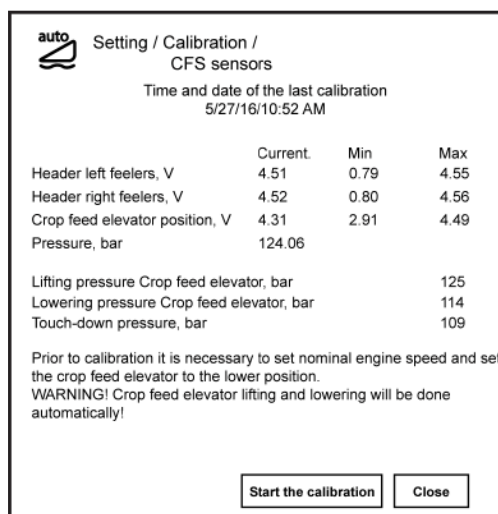 auto
Setting / Calibration /
CFS sensors
Time and date of the last calibration
5/27/16/10:52 AM
Current. Min Max
Header left feelers, V 4.51 0.79 4.55
Header right feelers, V 4.52 0.80 4.56
Crop feed elevator position, V 4.31 2.91 4.49
Pressure, bar 124.06
Lifting pressure Crop feed elevator, bar 125
Lowering pressure Crop feed elevator, bar 114
Touch-down pressure, bar 109
Prior to calibration it is necessary to set nominal engine speed and set
the crop feed elevator to the lower position.
WARNING! Crop feed elevator lifting and lowering will be done
automatically!
Start the calibration Close